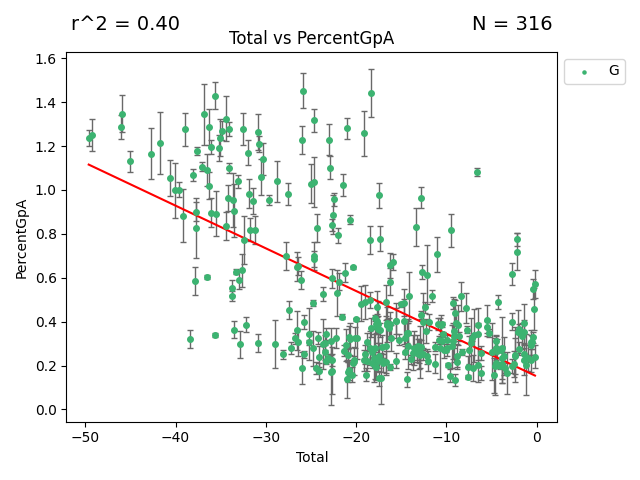 r^2 = 0.40 N = 316
Total vs PercentGpA
G
PercentGpA
1.6
1.4
1.2
1.0
0.8
0.6
0.4
0.2
0.0
−50 −40 −30 −20 −10 0
Total